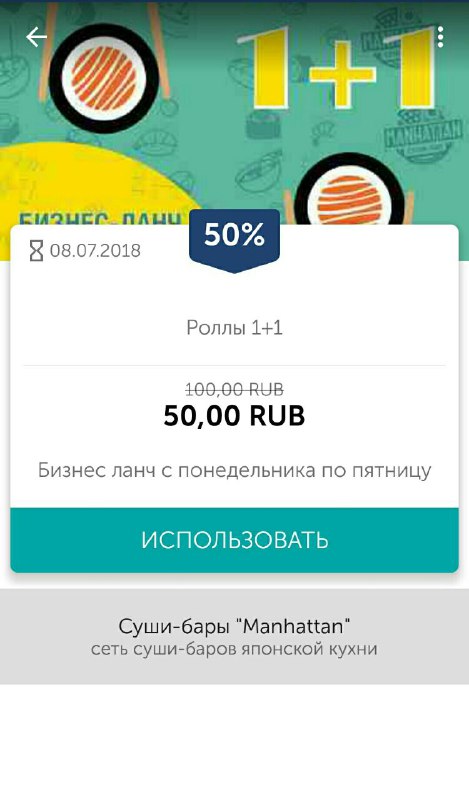 1+1
MANHATTAN
MANHATTAN
БИЗНЕС-ЛАНЧ
50%
08.07.2018
Роллы 1+1
100,00 RUB
50,00 RUB
Бизнес ланч с понедельника по пятницу
ИСПОЛЬЗОВАТЬ
Суши-бары "Manhattan"
сеть суши-баров японской кухни